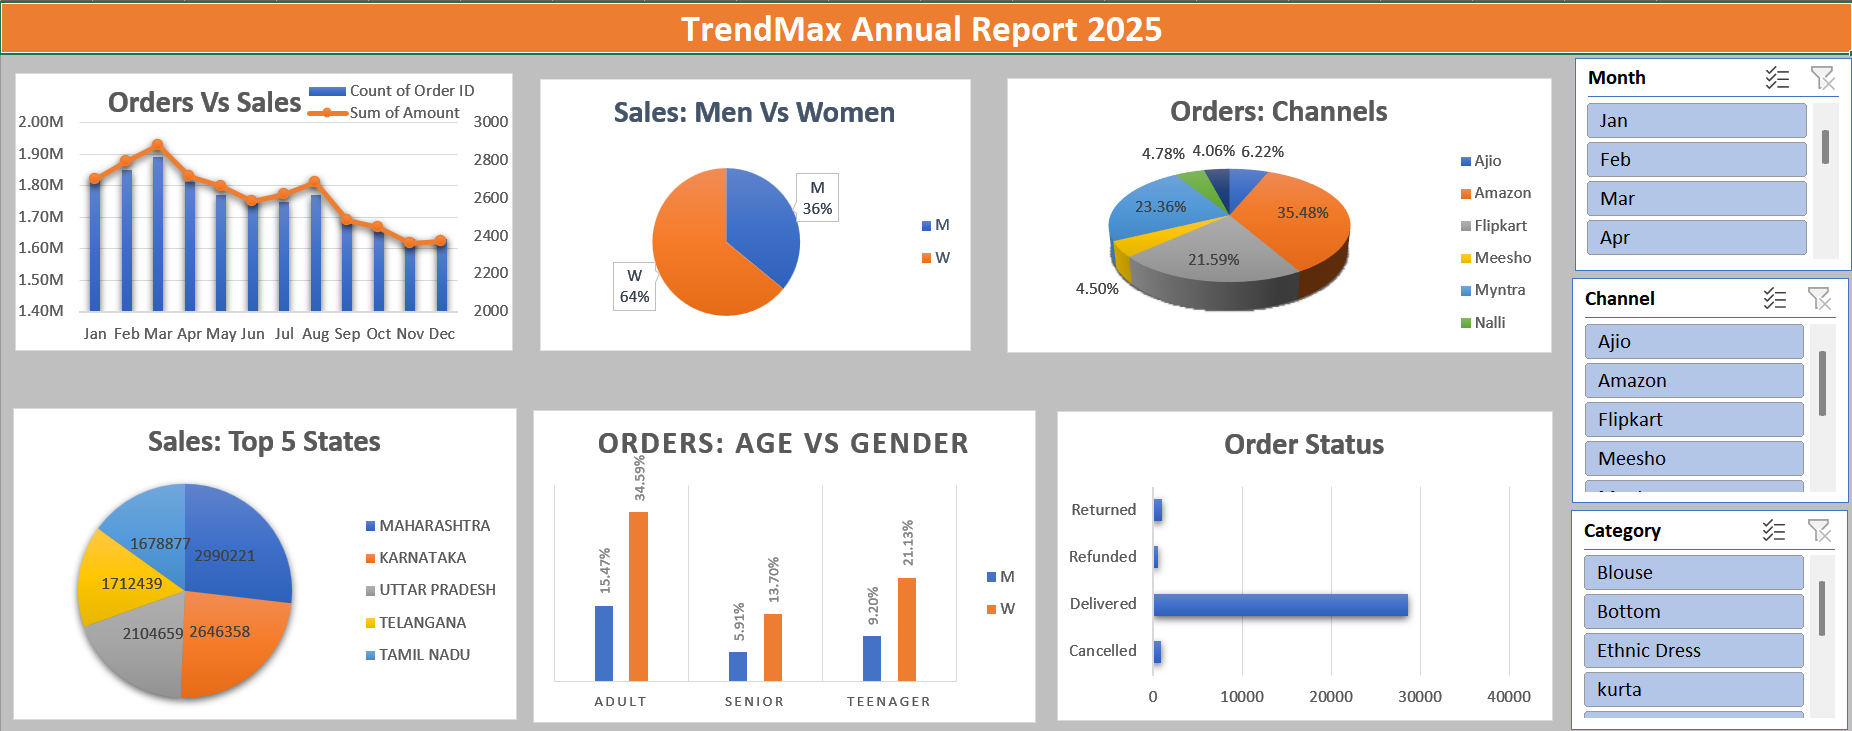 TrendMax Annual Report 2025
Orders Vs Sales
Count of Order ID
Sum of Amount
2.00M
1.90M
1.80M
1.70M
1.60M
1.50M
1.40M
3000
2800
2600
2400
2200
2000
Jan Feb Mar Apr May Jun Jul Aug Sep Oct Nov Dec
Sales: Men Vs Women
M
36%
W
64%
M
W
Orders: Channels
4.78% 4.06% 6.22%
23.36%
35.48%
21.59%
4.50%
Ajio
Amazon
Flipkart
Meesho
Myntra
Nalli
Month
Jan
Feb
Mar
Apr
Channel
Ajio
Amazon
Flipkart
Meesho
Category
Blouse
Bottom
Ethnic Dress
kurta
Sales: Top 5 States
1678877
2990221
1712439
2104659
2646358
MAHARASHTRA
KARNATAKA
UTTAR PRADESH
TELANGANA
TAMIL NADU
ORDERS: AGE VS GENDER
15.47%
34.59%
5.91%
13.70%
9.20%
21.13%
ADULT SENIOR TEENAGER
M
W
Order Status
Returned
Refunded
Delivered
Cancelled
0 10000 20000 30000 40000